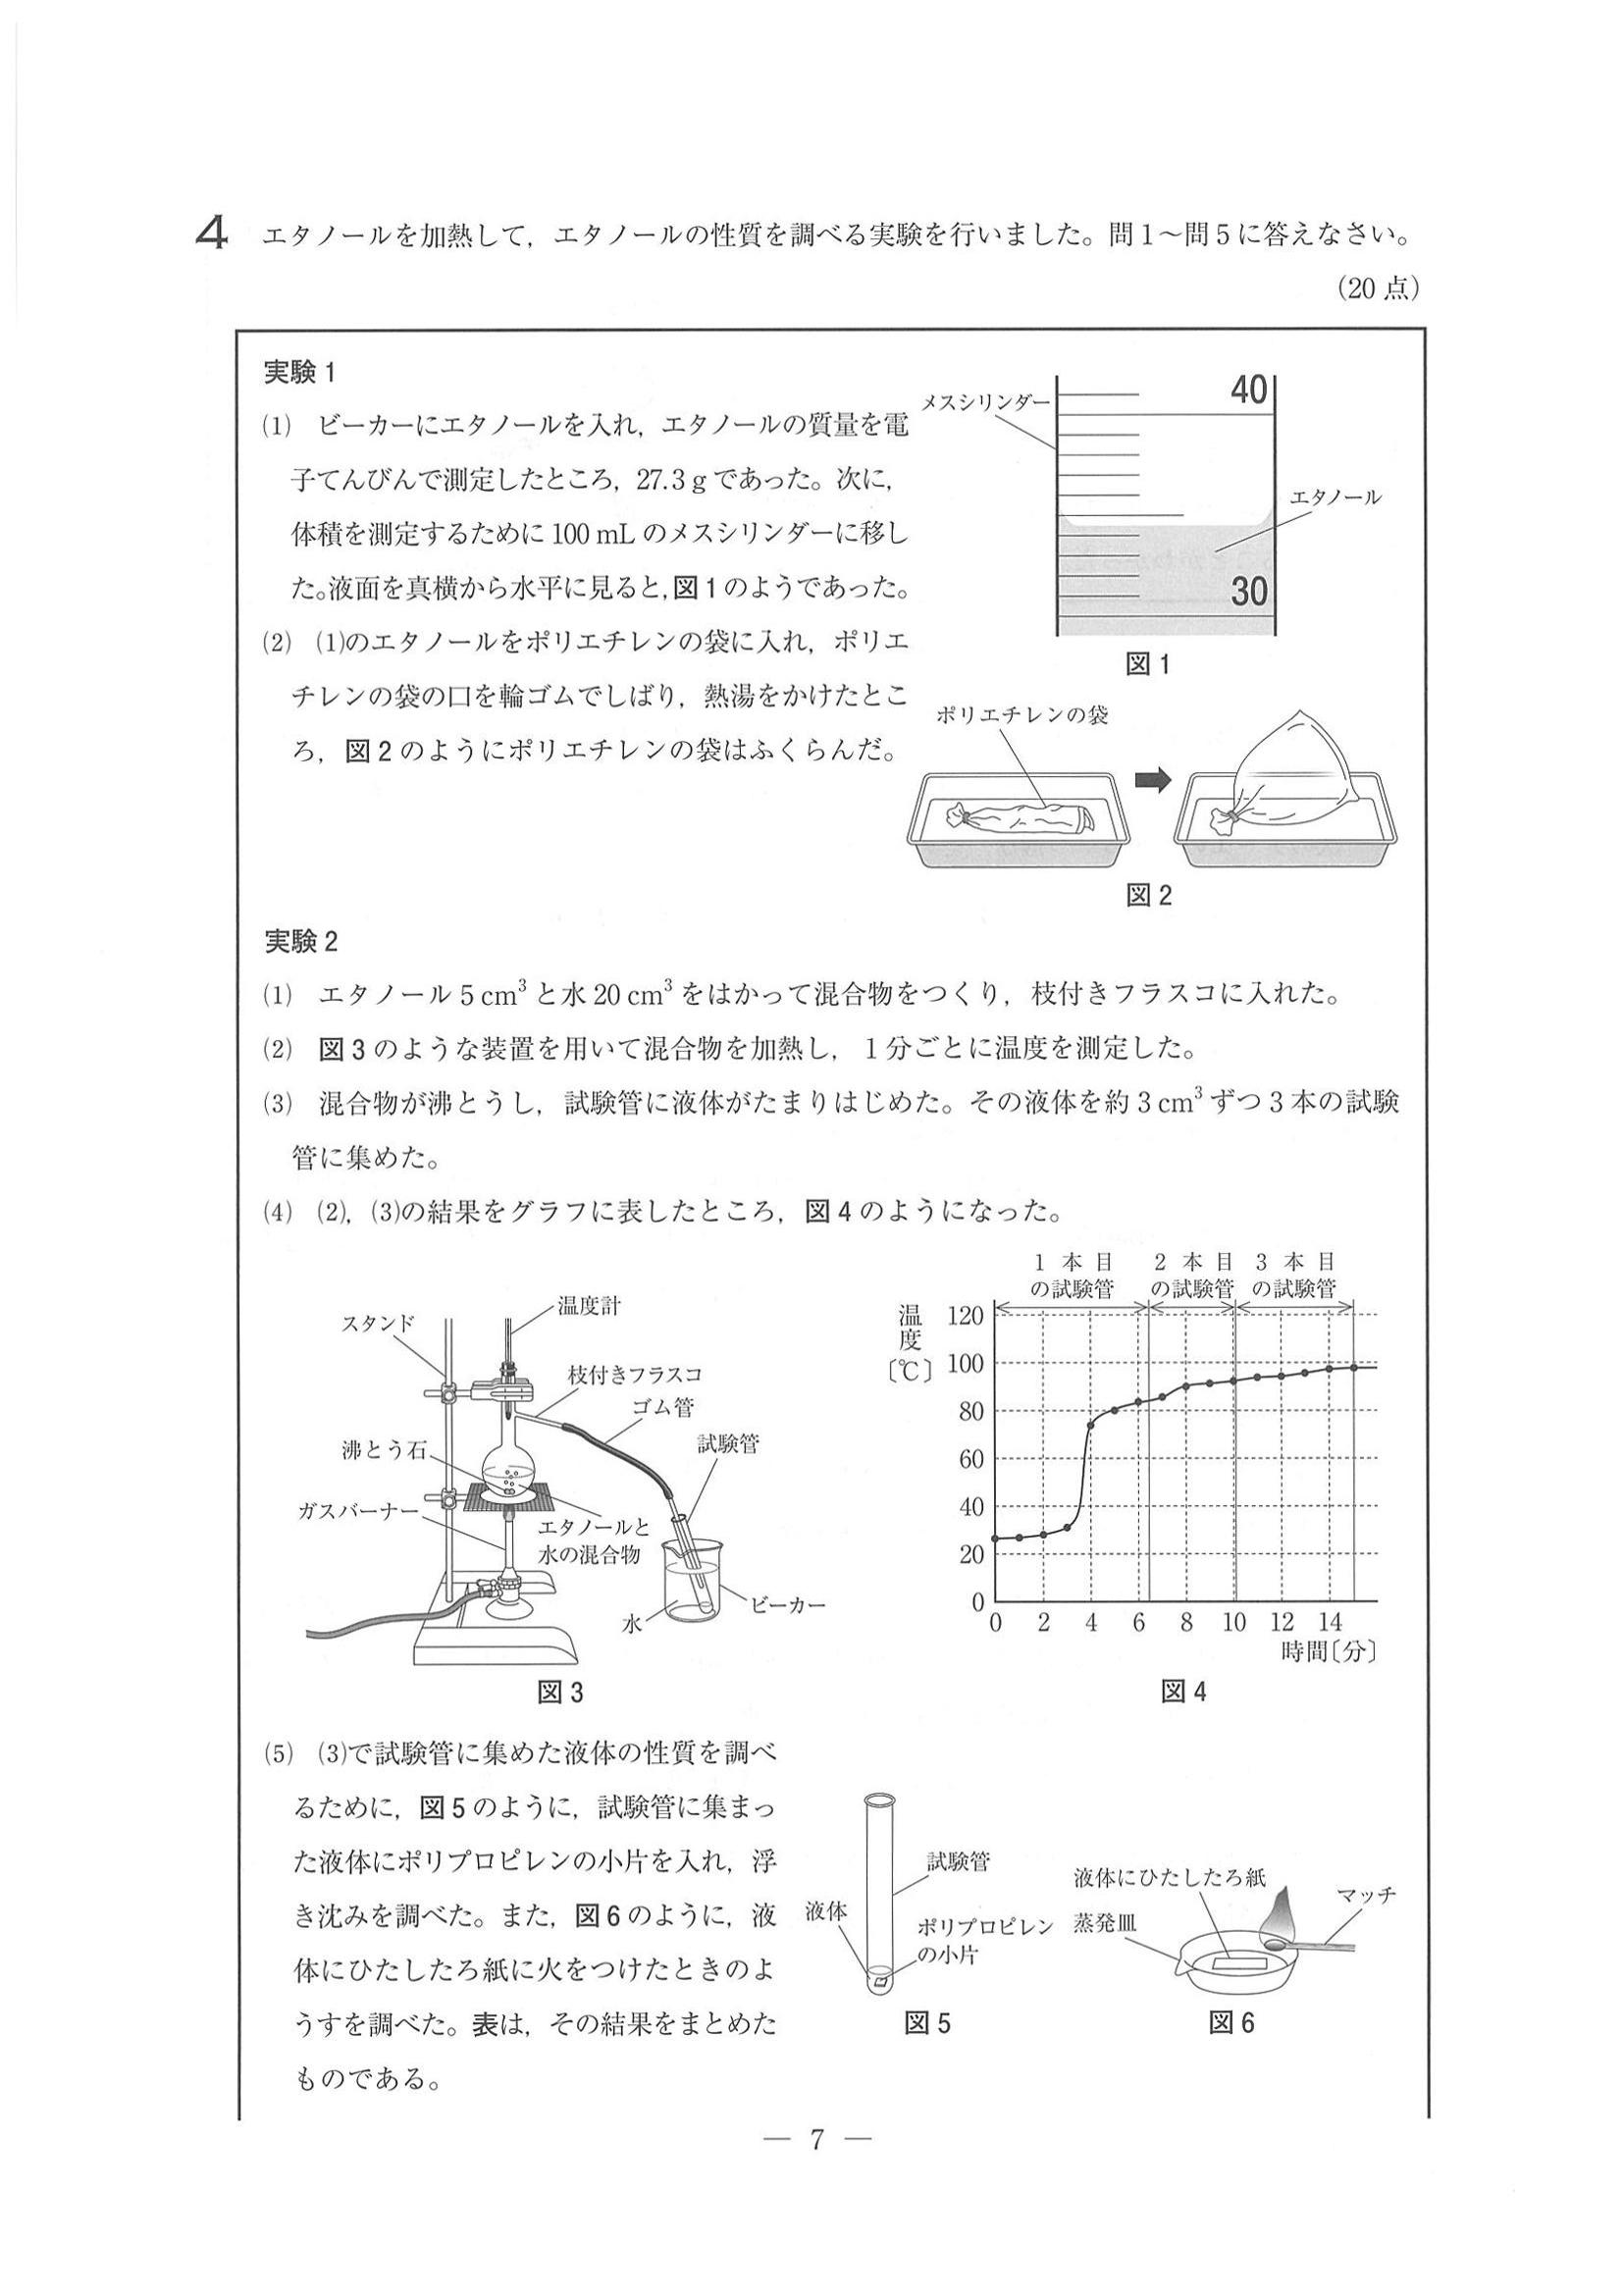 4 エタノールを加熱して，エタノールの性質を調べる実験を行いました。問1～問5に答えなさい。
（20点）
実験1
(1) ビーカーにエタノールを入れ，エタノールの質量を電
子てんびんで測定したところ，27.3gであった。次に，
体積を測定するために100mLのメスシリンダーに移し
た。液面を真横から水平に見ると，図1のようであった。
(2) (1)のエタノールをポリエチレンの袋に入れ，ポリエ
チレンの袋の口を輪ゴムでしばり，熱湯をかけたとこ
ろ，図2のようにポリエチレンの袋はふくらんだ。
メスシリンダー
40
エタノール
30
図1
ポリエチレンの袋
図2
実験2
(1) エタノール5cm³と水20cm³をはかって混合物をつくり，枝付きフラスコに入れた。
(2) 図3のような装置を用いて混合物を加熱し，1分ごとに温度を測定した。
(3) 混合物が沸とうし，試験管に液体がたまりはじめた。その液体を約3cm³ずつ3本の試験
管に集めた。
(4) (2)，(3)の結果をグラフに表したところ，図4のようになった。
温度計
スタンド
枝付きフラスコ
ゴム管
試験管
沸とう石
ガスバーナー
エタノールと
水の混合物
ビーカー
水
図3
1本目 2本目 3本目
の試験管 の試験管 の試験管
温度〔℃〕
120
100
80
60
40
20
0
0 2 4 6 8 10 12 14
時間〔分〕
図4
(5) (3)で試験管に集めた液体の性質を調べ
るために，図5のように，試験管に集まっ
た液体にポリプロピレンの小片を入れ，浮
き沈みを調べた。また，図6のように，液
体にひたしたろ紙に火をつけたときのよ
うすを調べた。表は，その結果をまとめた
ものである。
試験管
液体
ポリプロピレン
の小片
図5
液体にひたしたろ紙
マッチ
蒸発皿
図6
— 7 —